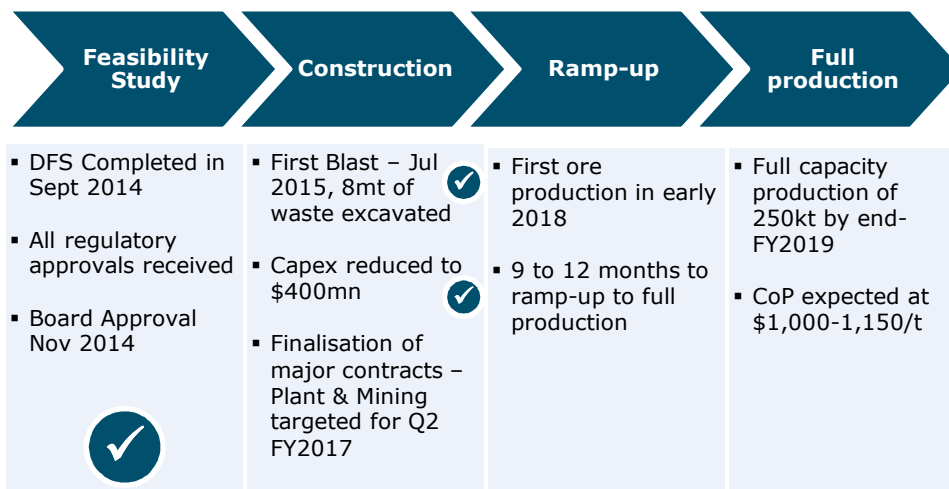 Feasibility
Study
Construction
Ramp-up
Full
production
▪ DFS Completed in
Sept 2014
▪ All regulatory
approvals received
▪ Board Approval
Nov 2014
▪ First Blast – Jul
2015, 8mt of
waste excavated
▪ Capex reduced to
$400mn
▪ Finalisation of
major contracts –
Plant & Mining
targeted for Q2
FY2017
▪ First ore
production in early
2018
▪ 9 to 12 months to
ramp-up to full
production
▪ Full capacity
production of
250kt by end-
FY2019
▪ CoP expected at
$1,000-1,150/t